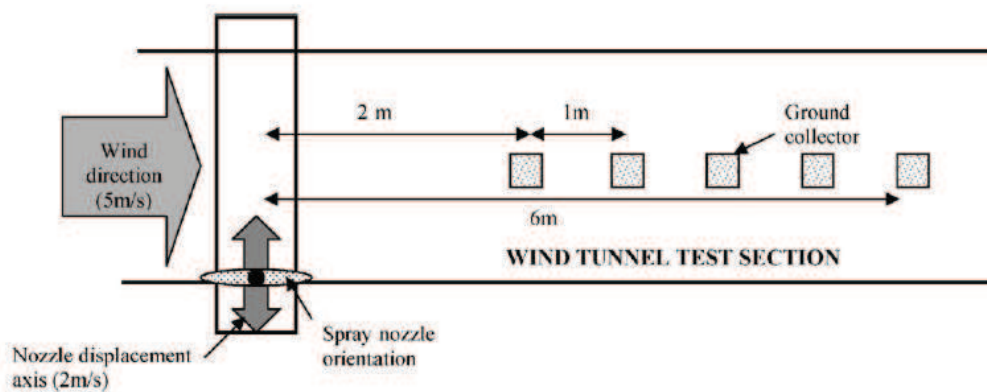 2 m
1m
Ground
collector
Wind
direction
(5m/s)
6m
WIND TUNNEL TEST SECTION
Spray nozzle
orientation
Nozzle displacement
axis (2m/s)